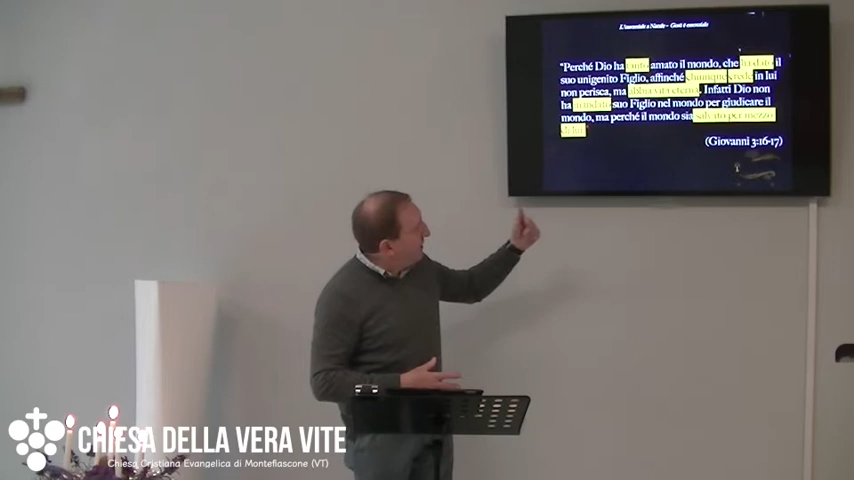 L'essenziale a Natale - Gesù è essenziale
"Perché Dio ha tanto amato il mondo, che ha dato il
suo unigenito Figlio, affinché chiunque crede in lui
non perisca, ma abbia vita eterna. Infatti Dio non
ha mandato suo Figlio nel mondo per giudicare il
mondo, ma perché il mondo sia salvato per mezzo
di lui"
(Giovanni 3:16-17)
CHIESA DELLA VERA VITE
Chiesa Cristiana Evangelica di Montefiascone (VT)